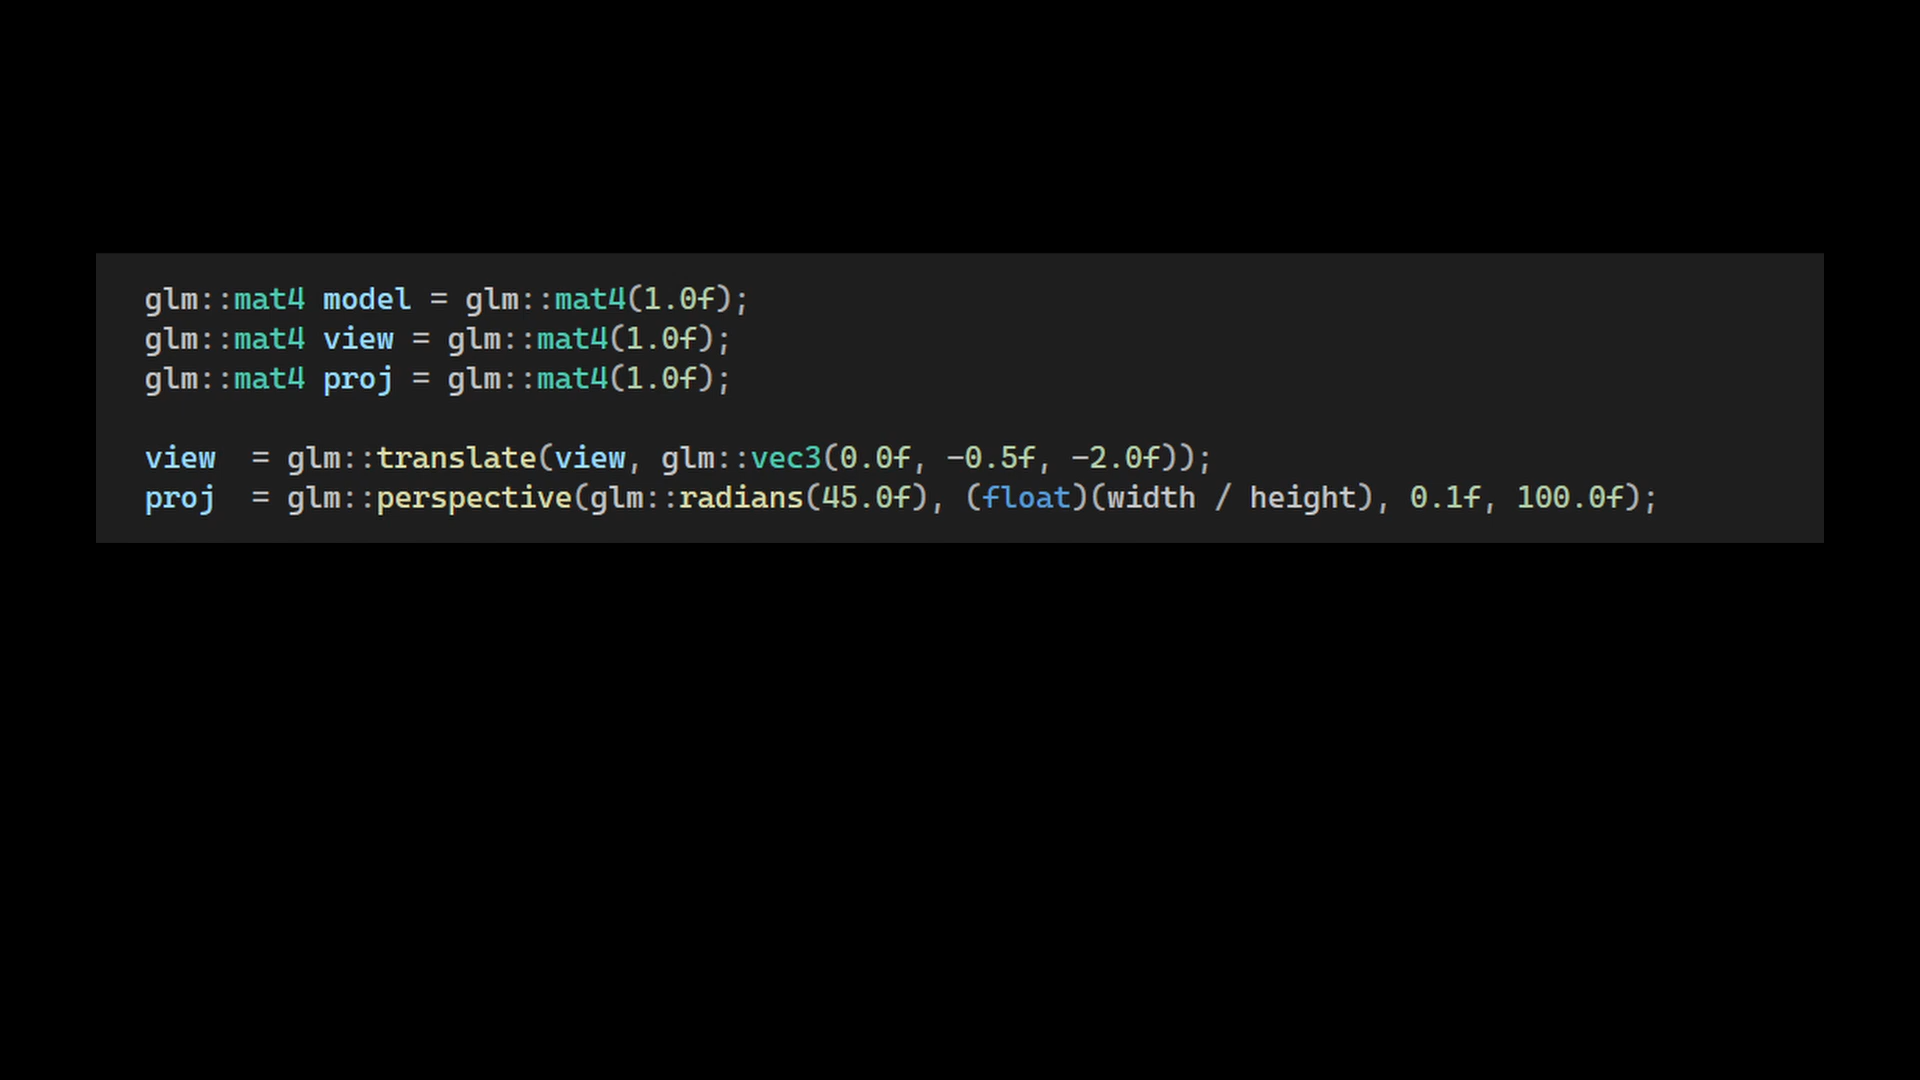 glm::mat4 model = glm::mat4(1.0f);
glm::mat4 view = glm::mat4(1.0f);
glm::mat4 proj = glm::mat4(1.0f);
view  = glm::translate(view, glm::vec3(0.0f, -0.5f, -2.0f));
proj  = glm::perspective(glm::radians(45.0f), (float)(width / height), 0.1f, 100.0f);